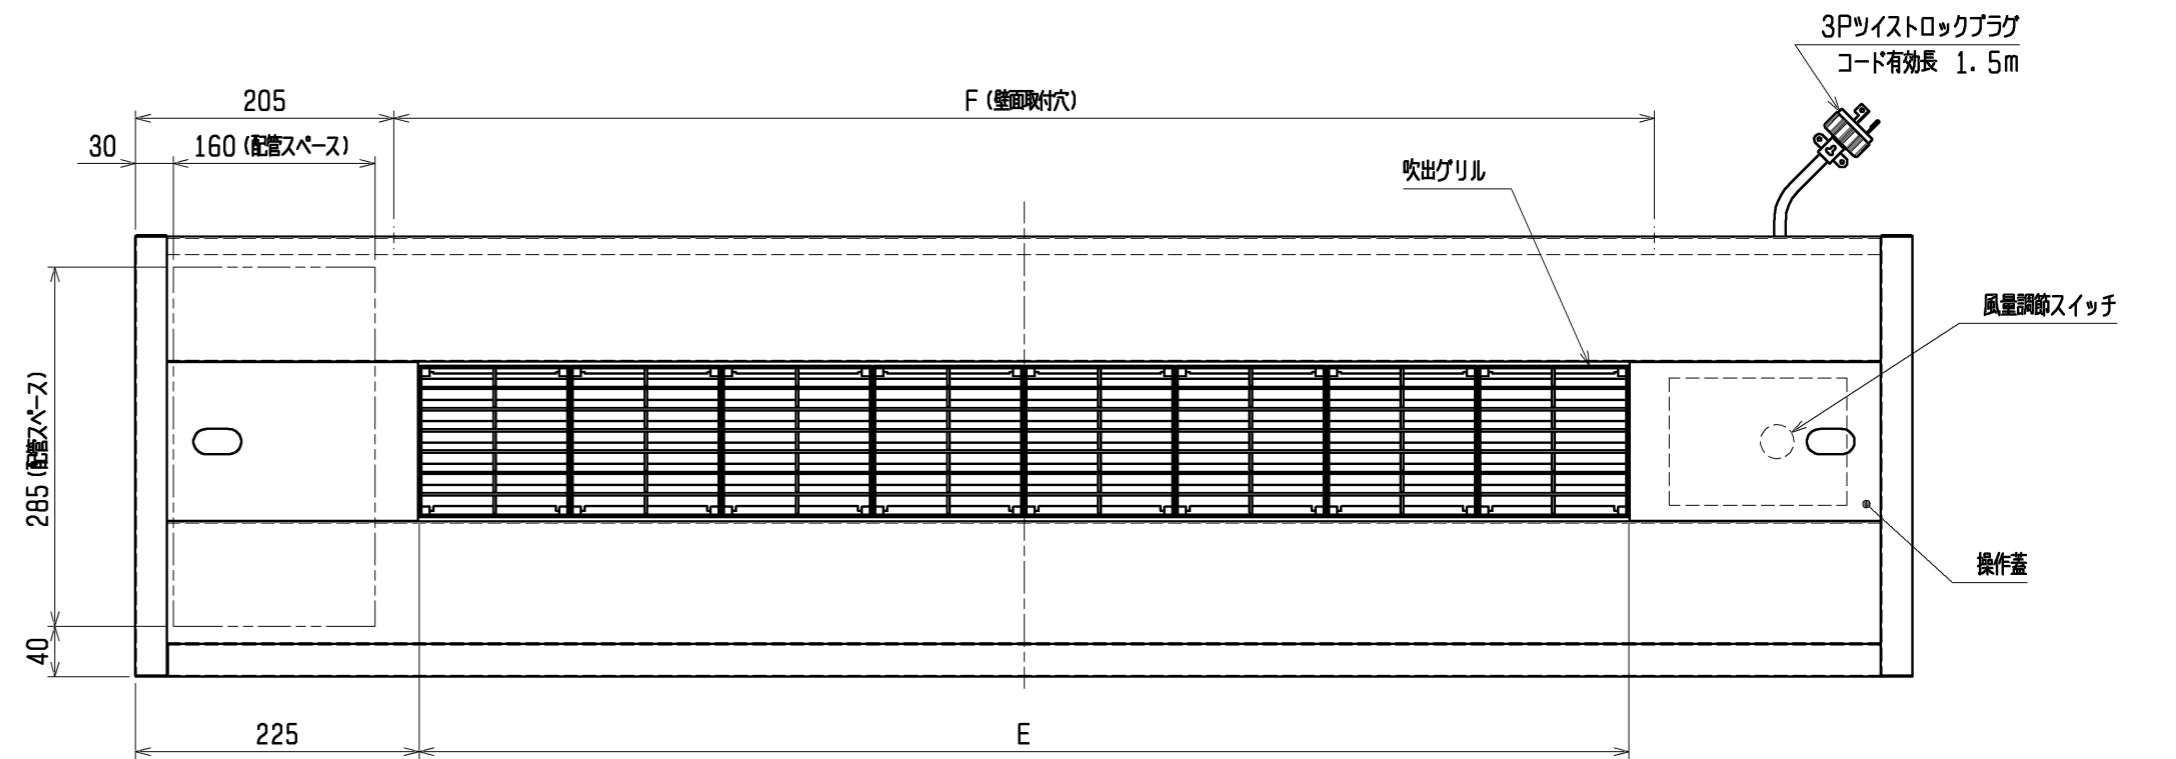 3Pツイストロックプラグ
コード有効長 1.5m
205
F(壁面取付穴)
30
160(配管スペース)
吹出グリル
風量調節スイッチ
285(配管スペース)
操作蓋
40
225
E